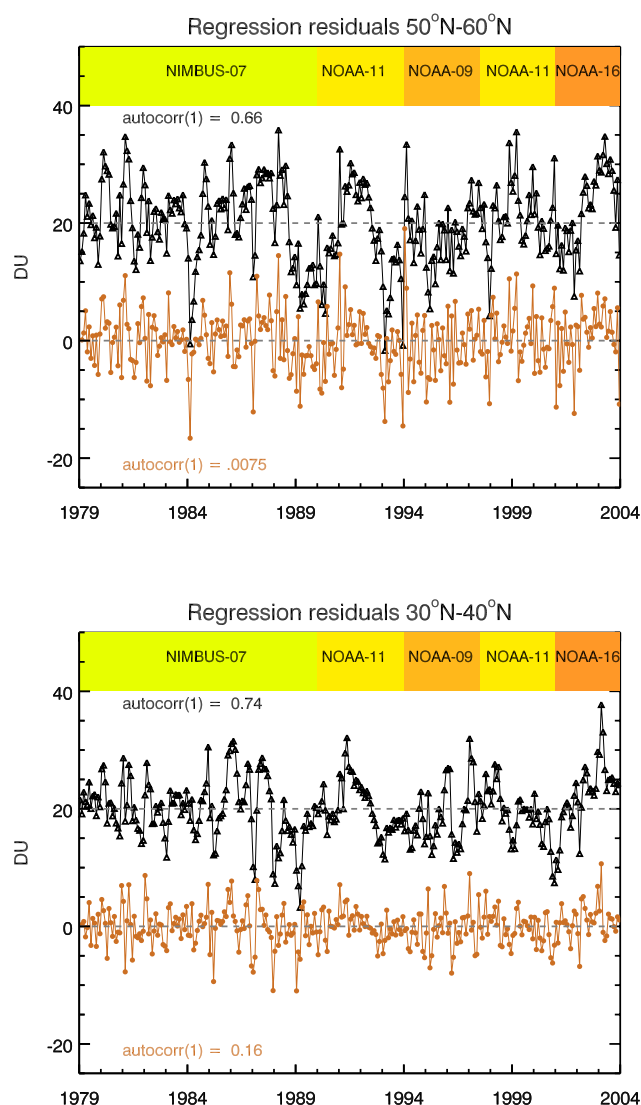 Regression residuals 50°N-60°N
NIMBUS-07 NOAA-11 NOAA-09 NOAA-11 NOAA-16
40
autocorr(1) = 0.66
20
DU
0
-20
autocorr(1) = .0075
1979 1984 1989 1994 1999 2004
Regression residuals 30°N-40°N
NIMBUS-07 NOAA-11 NOAA-09 NOAA-11 NOAA-16
40
autocorr(1) = 0.74
20
DU
0
-20
autocorr(1) = 0.16
1979 1984 1989 1994 1999 2004